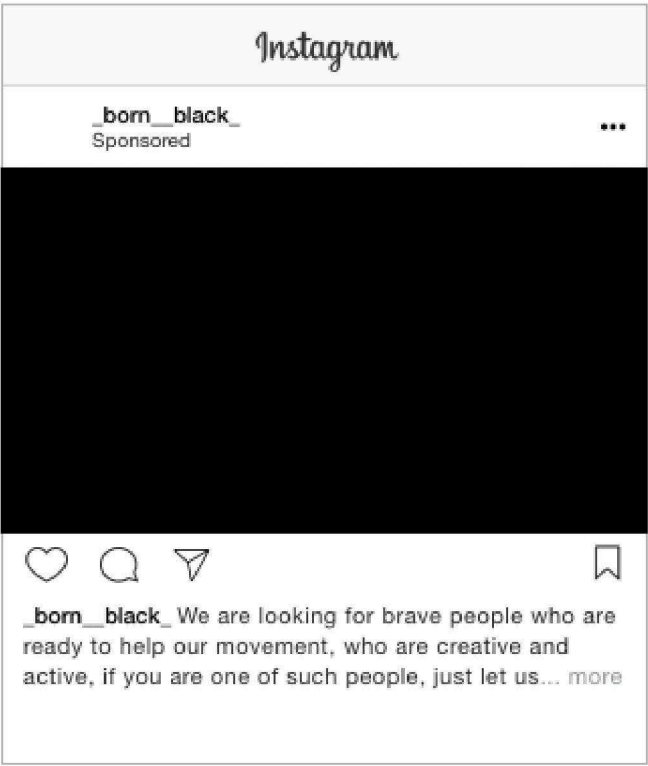 Instagram
_born__black_
Sponsored
_born__black_ We are looking for brave people who are
ready to help our movement, who are creative and
active, if you are one of such people, just let us... more